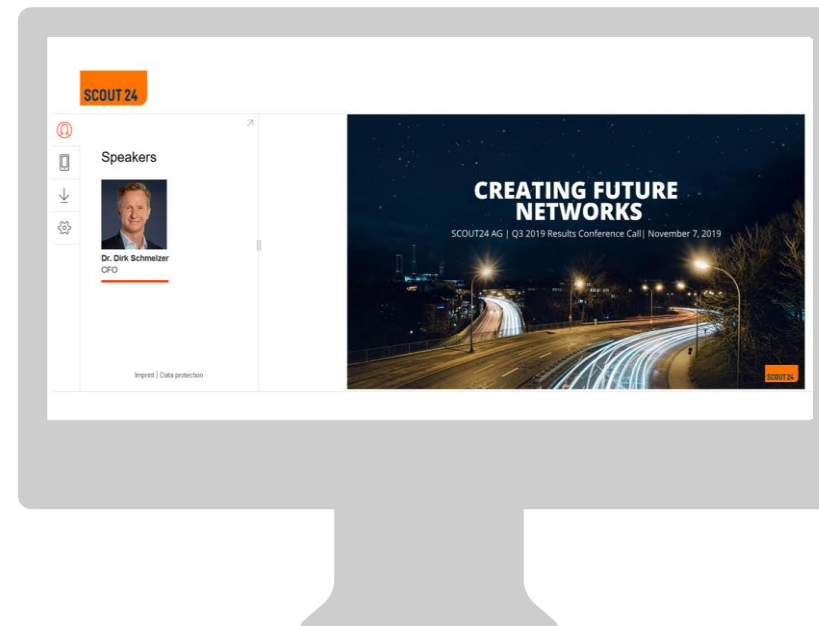 SCOUT 24
Speakers
Dr. Dirk Schmelzer
CFO
Imprint | Data protection
CREATING FUTURE
NETWORKS
SCOUT24 AG | Q3 2019 Results Conference Call| November 7, 2019
SCOUT 24